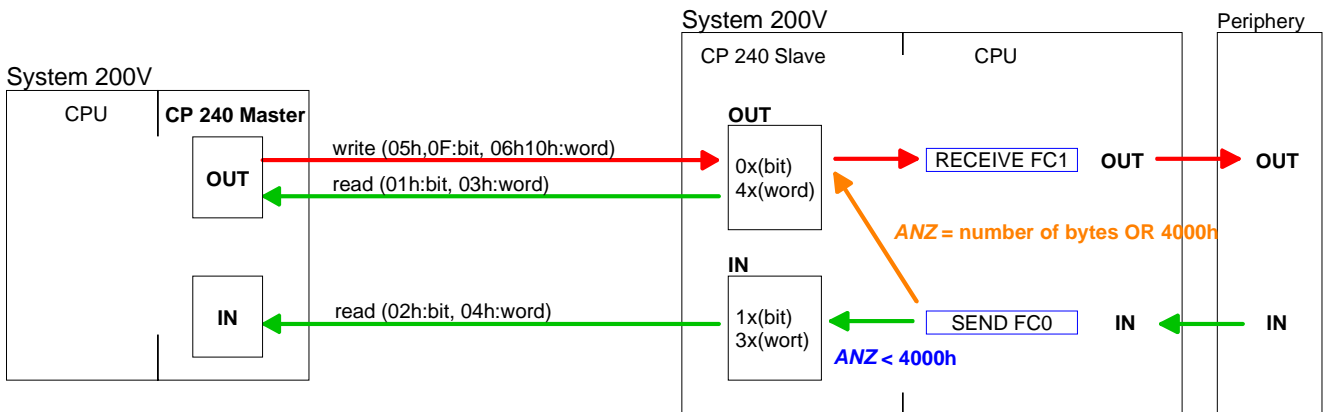 System 200V
CPU
CP 240 Master
OUT
IN
write (05h,0F:bit, 06h10h:word)
read (01h:bit, 03h:word)
read (02h:bit, 04h:word)
System 200V
CP 240 Slave
CPU
OUT
0x(bit)
4x(word)
IN
1x(bit)
3x(wort)
RECEIVE FC1
OUT
ANZ = number of bytes OR 4000h
SEND FC0
IN
ANZ < 4000h
Periphery
OUT
IN